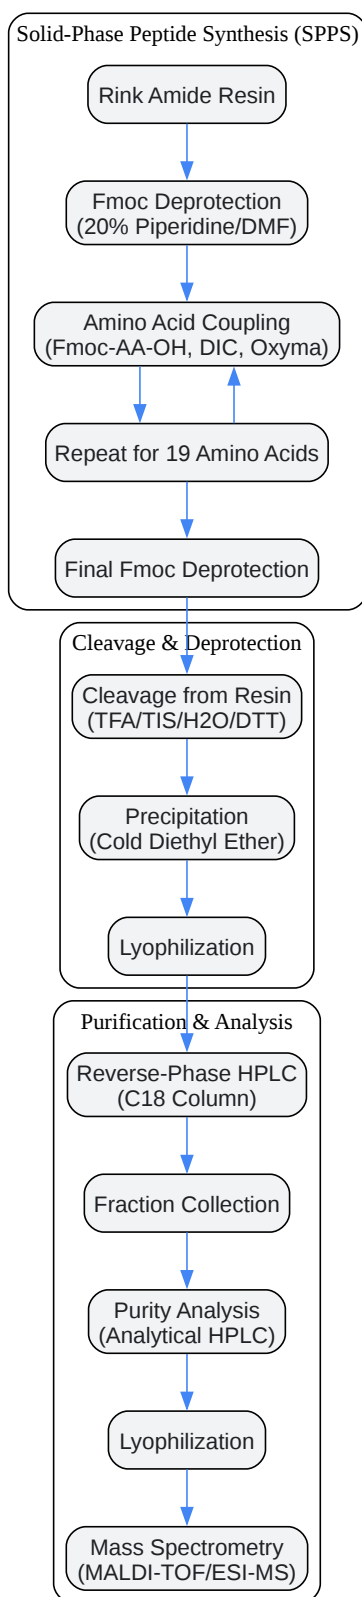 Solid-Phase Peptide Synthesis (SPPS)
Rink Amide Resin
Fmoc Deprotection
(20% Piperidine/DMF)
Amino Acid Coupling
(Fmoc-AA-OH, DIC, Oxyma)
Repeat for 19 Amino Acids
Final Fmoc Deprotection
Cleavage & Deprotection
Cleavage from Resin
(TFA/TIS/H2O/DTT)
Precipitation
(Cold Diethyl Ether)
Lyophilization
Purification & Analysis
Reverse-Phase HPLC
(C18 Column)
Fraction Collection
Purity Analysis
(Analytical HPLC)
Lyophilization
Mass Spectrometry
(MALDI-TOF/ESI-MS)